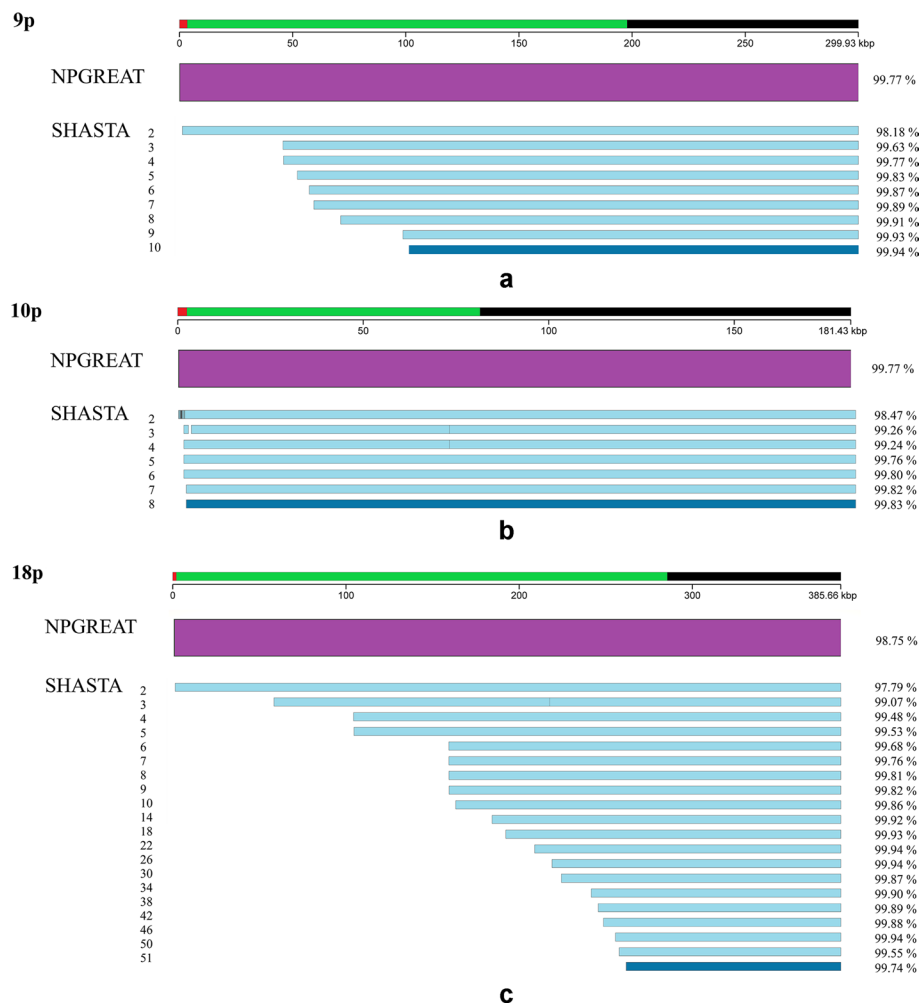 9p
0 50 100 150 200 250 299.93 kbp
NPGREAT 99.77 %
SHASTA 2 98.18 %
3 99.63 %
4 99.77 %
5 99.83 %
6 99.87 %
7 99.89 %
8 99.91 %
9 99.93 %
10 99.94 %
a
10p
0 50 100 150 181.43 kbp
NPGREAT 99.77 %
SHASTA 2 98.47 %
3 99.26 %
4 99.24 %
5 99.76 %
6 99.80 %
7 99.82 %
8 99.83 %
b
18p
0 100 200 300 385.66 kbp
NPGREAT 98.75 %
SHASTA 2 97.79 %
3 99.07 %
4 99.48 %
5 99.53 %
6 99.68 %
7 99.76 %
8 99.81 %
9 99.82 %
10 99.86 %
14 99.92 %
18 99.93 %
22 99.94 %
26 99.94 %
30 99.87 %
34 99.90 %
38 99.89 %
42 99.88 %
46 99.94 %
50 99.55 %
51 99.74 %
c